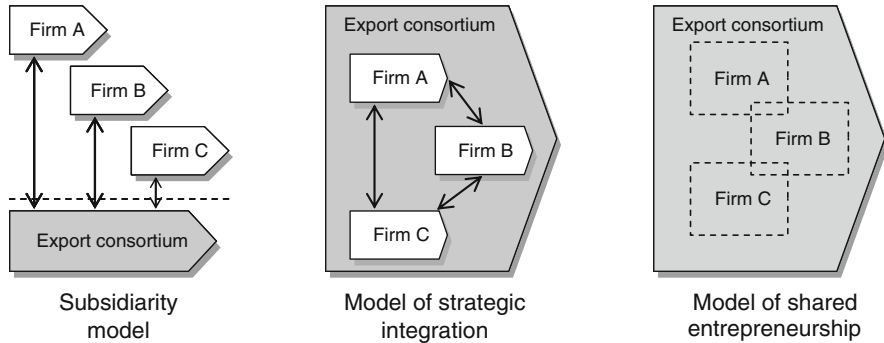 Firm A
Firm B
Firm C
Export consortium
Subsidiarity
model
Export consortium
Firm A
Firm B
Firm C
Model of strategic
integration
Export consortium
Firm A
Firm B
Firm C
Model of shared
entrepreneurship